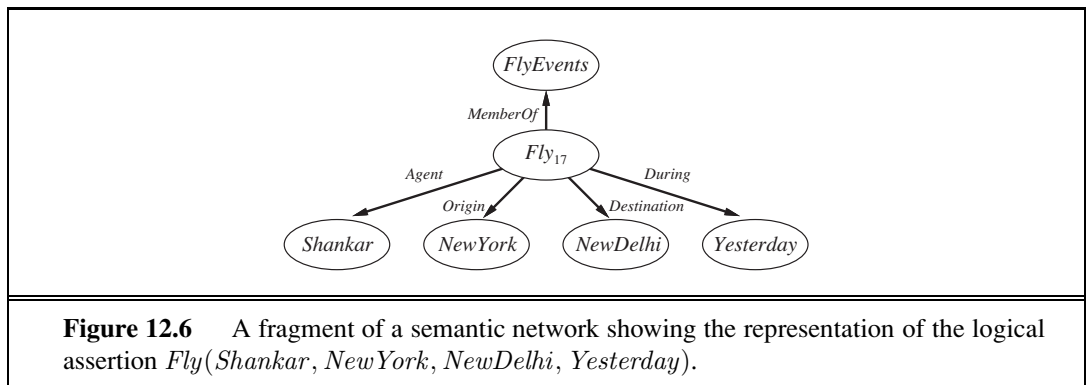 FlyEvents
MemberOf
Fly17
Agent
During
Origin
Destination
Shankar
NewYork
NewDelhi
Yesterday
Figure 12.6 A fragment of a semantic network showing the representation of the logical
assertion Fly(Shankar, NewYork, NewDelhi, Yesterday).